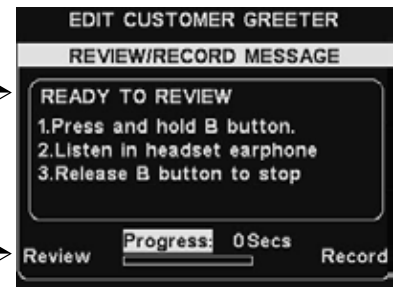 EDIT CUSTOMER GREETER
REVIEW/RECORD MESSAGE
READY TO REVIEW
1.Press and hold B button.
2.Listen in headset earphone
3.Release B button to stop
Progress: 0Secs
Review Record